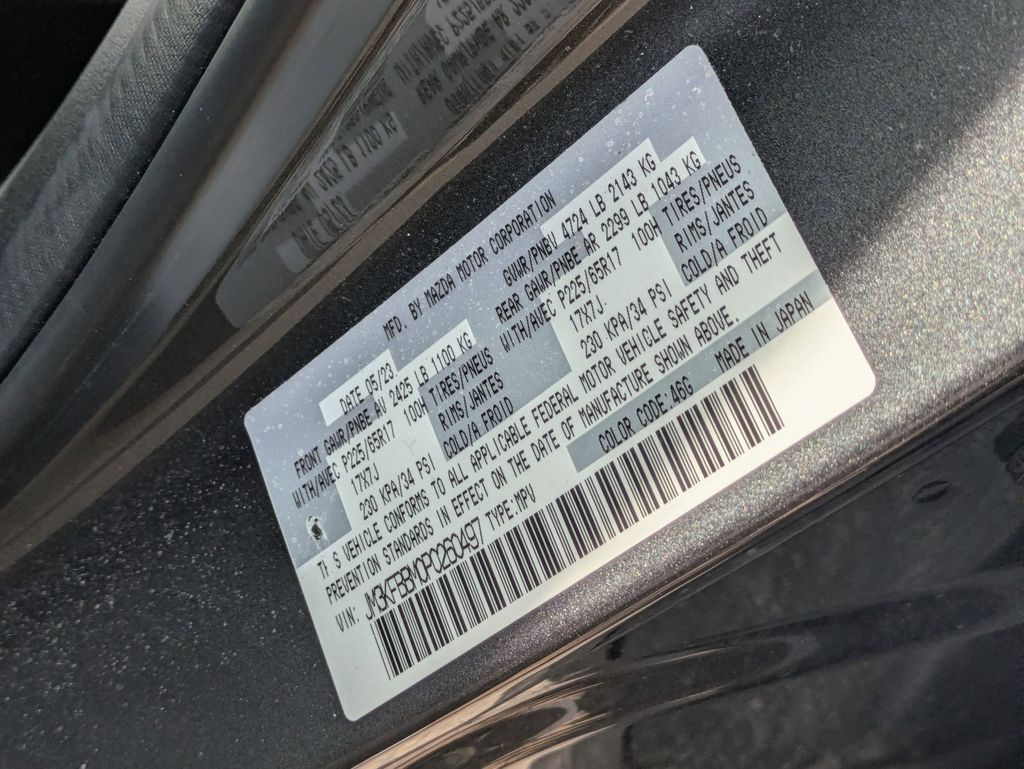 MFD. BY MAZDA MOTOR CORPORATION
DATE 05/23 GVWR/PNBV 4724 LB 2143 KG
FRONT GAWR/PNBE AV 2425 LB 1100 KG REAR GAWR/PNBE AR 2299 LB 1043 KG
WITH/AVEC P225/65R17 100H TIRES/PNEUS WITH/AVEC P225/65R17 100H TIRES/PNEUS
17X7J RIMS/JANTES 17X7J. RIMS/JANTES
230 KPA/34 PSI COLD/A FROID 230 KPA/34 PSI COLD/A FROID
TH S VEHICLE CONFORMS TO ALL APPLICABLE FEDERAL MOTOR VEHICLE SAFETY AND THEFT
PREVENTION STANDARDS IN EFFECT ON THE DATE OF MANUFACTURE SHOWN ABOVE.
VIN: JM3KFBBM0P0260497 TYPE:MPV COLOR CODE:46G MADE IN JAPAN